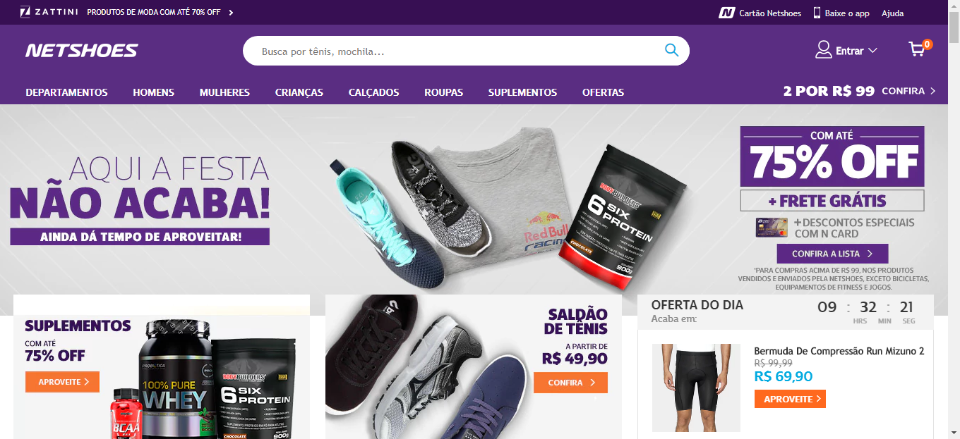 ZATTINI PRODUTOS DE MODA COM ATÉ 70% OFF
Cartão Netshoes Baixe o app Ajuda
NETSHOES
Busca por tênis, mochila...
Entrar
0
DEPARTAMENTOS HOMENS MULHERES CRIANÇAS CALÇADOS ROUPAS SUPLEMENTOS OFERTAS
2 POR R$ 99 CONFIRA
AQUI A FESTA
NÃO ACABA!
AINDA DÁ TEMPO DE APROVEITAR!
Red Bull
racing
6 SIX
PROTEIN
CHOCOLATE
900g
COM ATÉ
75% OFF
+ FRETE GRÁTIS
+ DESCONTOS ESPECIAIS
COM N CARD
CONFIRA A LISTA
*PARA COMPRAS ACIMA DE R$ 99, NOS PRODUTOS
VENDIDOS E ENVIADOS PELA NETSHOES, EXCETO BICICLETAS,
EQUIPAMENTOS DE FITNESS E JOGOS.
SUPLEMENTOS
COM ATÉ
75% OFF
APROVEITE
BCAA
100% PURE
WHEY
6 SIX
PROTEIN
CHOCOLATE
900g
SALDÃO
DE TÊNIS
A PARTIR DE
R$ 49,90
CONFIRA
OFERTA DO DIA
Acaba em:
09 : 32 : 21
HRS MIN SEG
Bermuda De Compressão Run Mizuno 2
R$ 99,99
R$ 69,90
APROVEITE